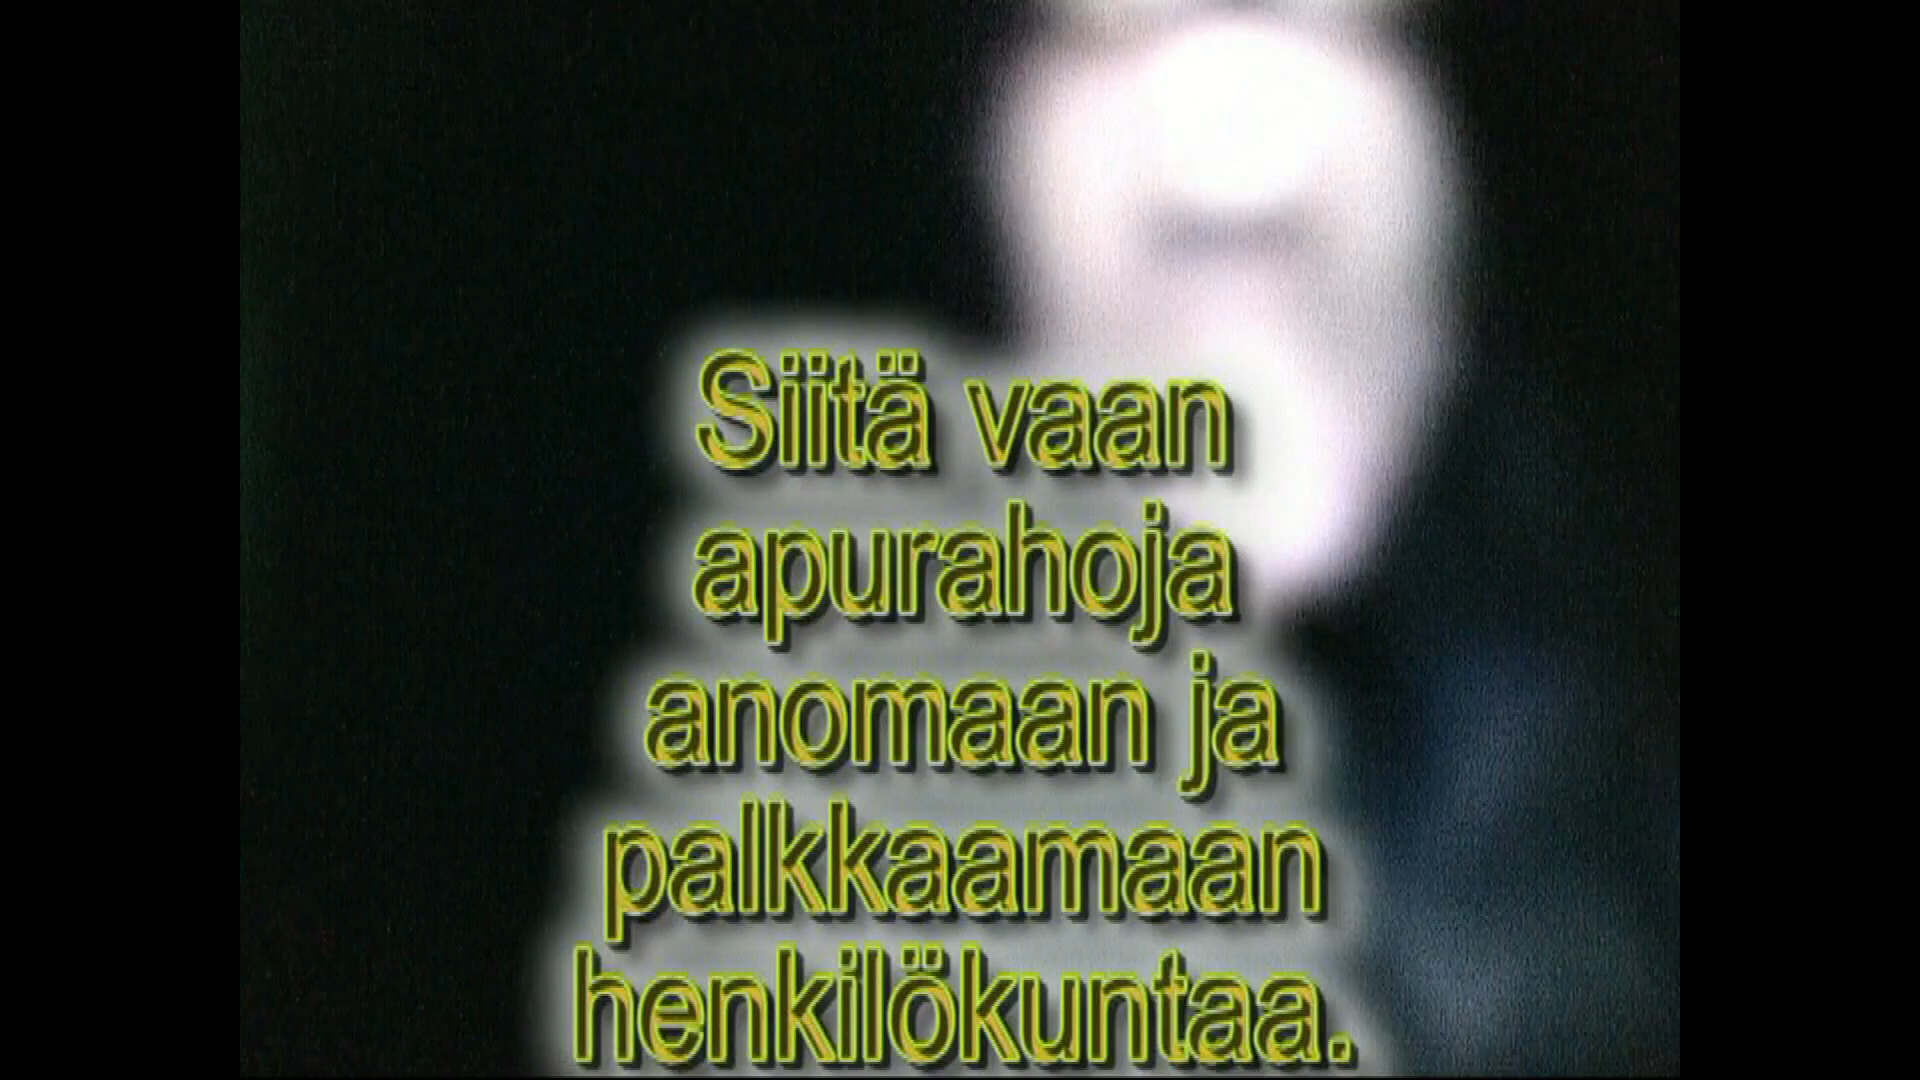 Siitä vaan
apurahoja
anomaan ja
palkkaamaan
henkilökuntaa.